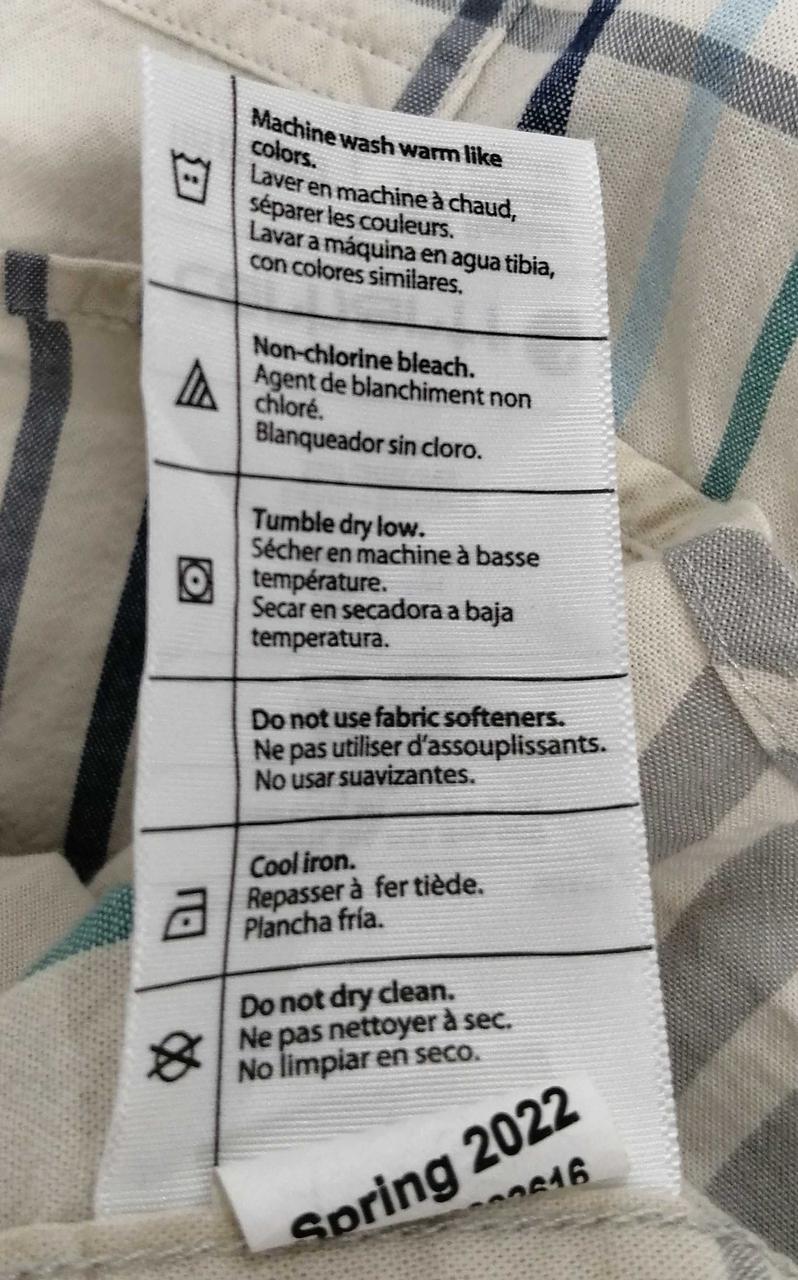 Machine wash warm like
colors.
Laver en machine à chaud,
séparer les couleurs.
Lavar a máquina en agua tibia,
con colores similares.
Non-chlorine bleach.
Agent de blanchiment non
chloré.
Blanqueador sin cloro.
Tumble dry low.
Sécher en machine à basse
température.
Secar en secadora a baja
temperatura.
Do not use fabric softeners.
Ne pas utiliser d'assouplissants.
No usar suavizantes.
Cool iron.
Repasser à fer tiède.
Plancha fría.
Do not dry clean.
Ne pas nettoyer à sec.
No limpiar en seco.
Spring 2022